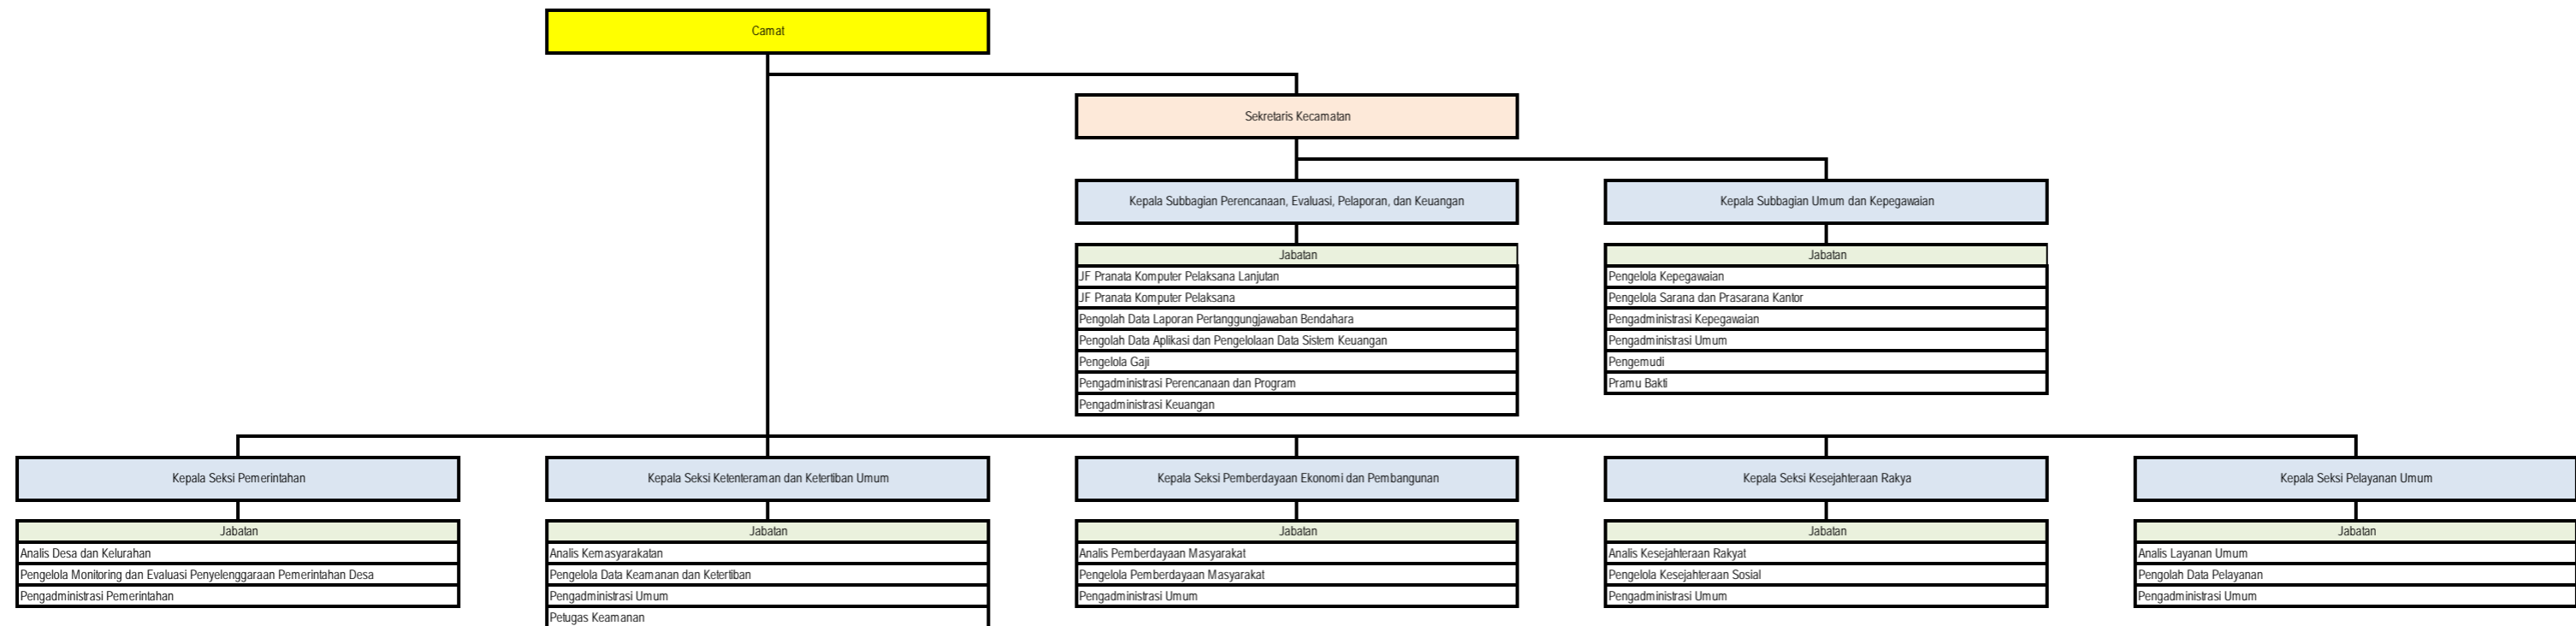 Camat
Sekretaris Kecamatan
Kepala Subbagian Perencanaan, Evaluasi, Pelaporan, dan Keuangan
Jabatan
JF Pranata Komputer Pelaksana Lanjutan
JF Pranata Komputer Pelaksana
Pengolah Data Laporan Pertanggungjawaban Bendahara
Pengolah Data Aplikasi dan Pengelolaan Data Sistem Keuangan
Pengelola Gaji
Pengadministrasi Perencanaan dan Program
Pengadministrasi Keuangan
Kepala Subbagian Umum dan Kepegawaian
Jabatan
Pengelola Kepegawaian
Pengelola Sarana dan Prasarana Kantor
Pengadministrasi Kepegawaian
Pengadministrasi Umum
Pengemudi
Pramu Bakti
Kepala Seksi Pemerintahan
Jabatan
Analis Desa dan Kelurahan
Pengelola Monitoring dan Evaluasi Penyelenggaraan Pemerintahan Desa
Pengadministrasi Pemerintahan
Kepala Seksi Ketenteraman dan Ketertiban Umum
Jabatan
Analis Kemasyarakatan
Pengelola Data Keamanan dan Ketertiban
Pengadministrasi Umum
Petugas Keamanan
Kepala Seksi Pemberdayaan Ekonomi dan Pembangunan
Jabatan
Analis Pemberdayaan Masyarakat
Pengelola Pemberdayaan Masyarakat
Pengadministrasi Umum
Kepala Seksi Kesejahteraan Rakya
Jabatan
Analis Kesejahteraan Rakyat
Pengelola Kesejahteraan Sosial
Pengadministrasi Umum
Kepala Seksi Pelayanan Umum
Jabatan
Analis Layanan Umum
Pengolah Data Pelayanan
Pengadministrasi Umum